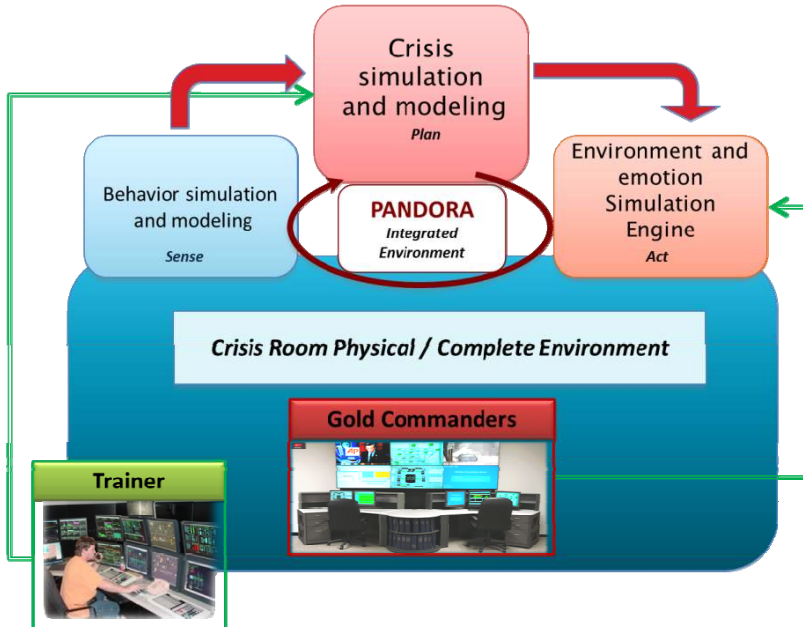 Crisis
simulation
and modeling
Plan
Behavior simulation
and modeling
Sense
PANDORA
Integrated
Environment
Environment and
emotion
Simulation
Engine
Act
Crisis Room Physical / Complete Environment
Gold Commanders
Trainer